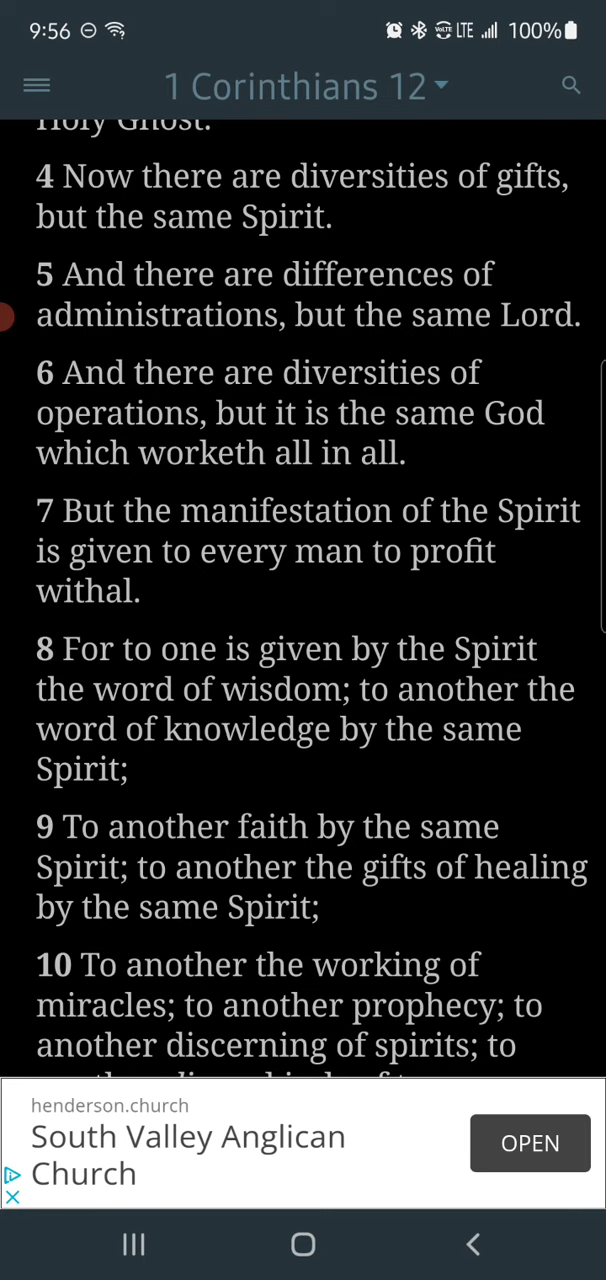 9:56
VoLTE LTE 100%
1 Corinthians 12
Holy Ghost.
4 Now there are diversities of gifts,
but the same Spirit.
5 And there are differences of
administrations, but the same Lord.
6 And there are diversities of
operations, but it is the same God
which worketh all in all.
7 But the manifestation of the Spirit
is given to every man to profit
withal.
8 For to one is given by the Spirit
the word of wisdom; to another the
word of knowledge by the same
Spirit;
9 To another faith by the same
Spirit; to another the gifts of healing
by the same Spirit;
10 To another the working of
miracles; to another prophecy; to
another discerning of spirits; to
henderson.church
South Valley Anglican
Church
OPEN